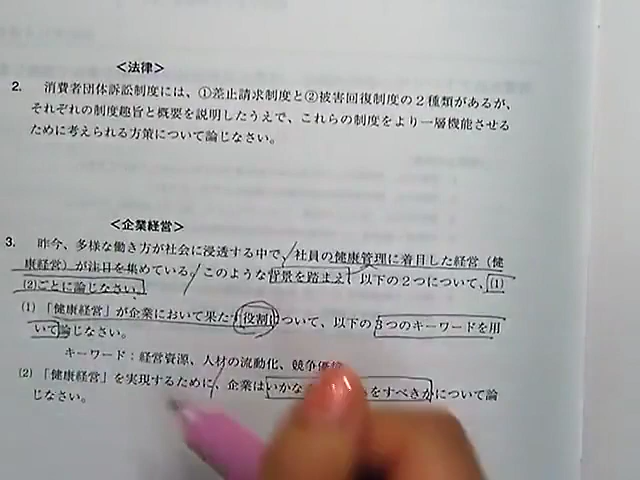 ＜法律＞
2. 消費者団体訴訟制度には、①差止請求制度と②被害回復制度の２種類があるが、
それぞれの制度趣旨と概要を説明したうえで、これらの制度をより一層機能させる
ために考えられる方策について論じなさい。
＜企業経営＞
3. 昨今、多様な働き方が社会に浸透する中で、社員の健康管理に着目した経営（健
康経営）が注目を集めている。このような背景を踏まえ、以下の２つについて、(1)
(2)ごとに論じなさい。
(1) 「健康経営」が企業において果たす役割について、以下の３つのキーワードを用
いて論じなさい。
キーワード：経営資源、人材の流動化、競争優位
(2) 「健康経営」を実現するために、企業はいかな をすべきかについて論
じなさい。